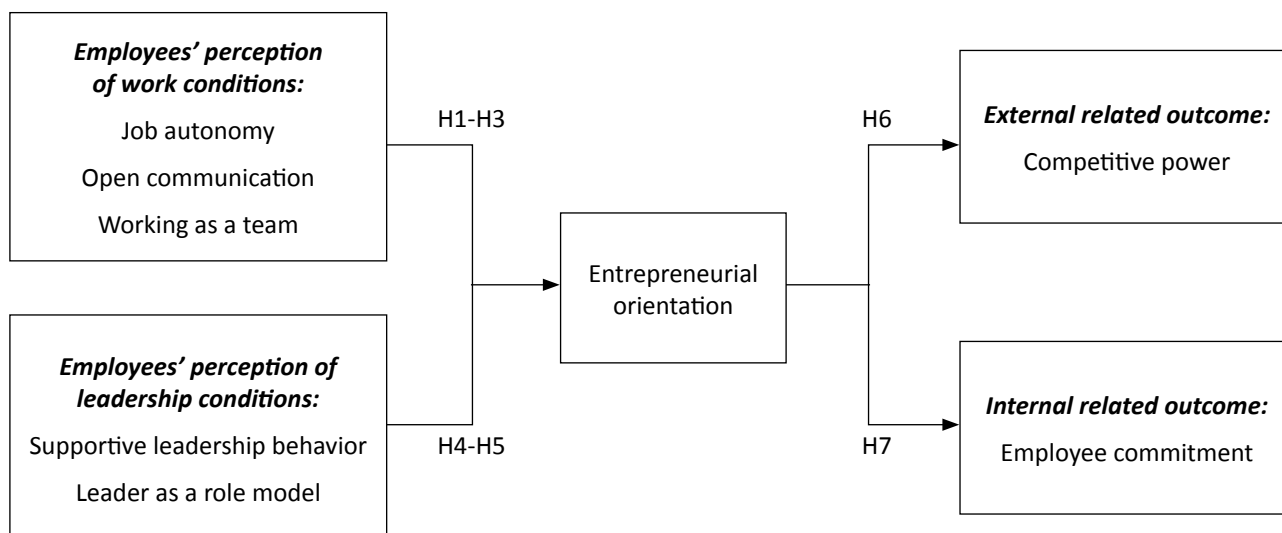 Employees’ perception
of work conditions:
Job autonomy
Open communication
Working as a team
H1-H3
Employees’ perception of
leadership conditions:
Supportive leadership behavior
Leader as a role model
H4-H5
Entrepreneurial
orientation
H6
External related outcome:
Competitive power
H7
Internal related outcome:
Employee commitment